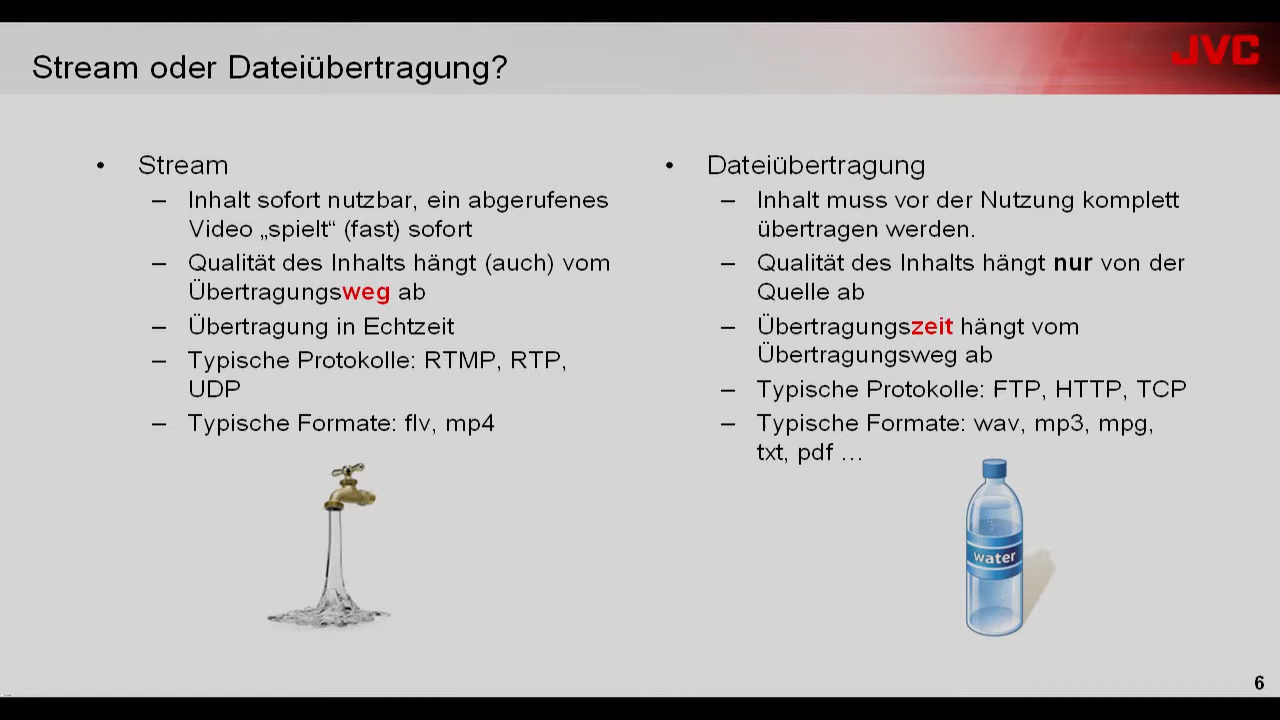 Stream oder Dateiübertragung?
JVC
• Stream
– Inhalt sofort nutzbar, ein abgerufenes
Video „spielt“ (fast) sofort
– Qualität des Inhalts hängt (auch) vom
Übertragungsweg ab
– Übertragung in Echtzeit
– Typische Protokolle: RTMP, RTP,
UDP
– Typische Formate: flv, mp4
• Dateiübertragung
– Inhalt muss vor der Nutzung komplett
übertragen werden.
– Qualität des Inhalts hängt nur von der
Quelle ab
– Übertragungszeit hängt vom
Übertragungsweg ab
– Typische Protokolle: FTP, HTTP, TCP
– Typische Formate: wav, mp3, mpg,
txt, pdf …
water
6